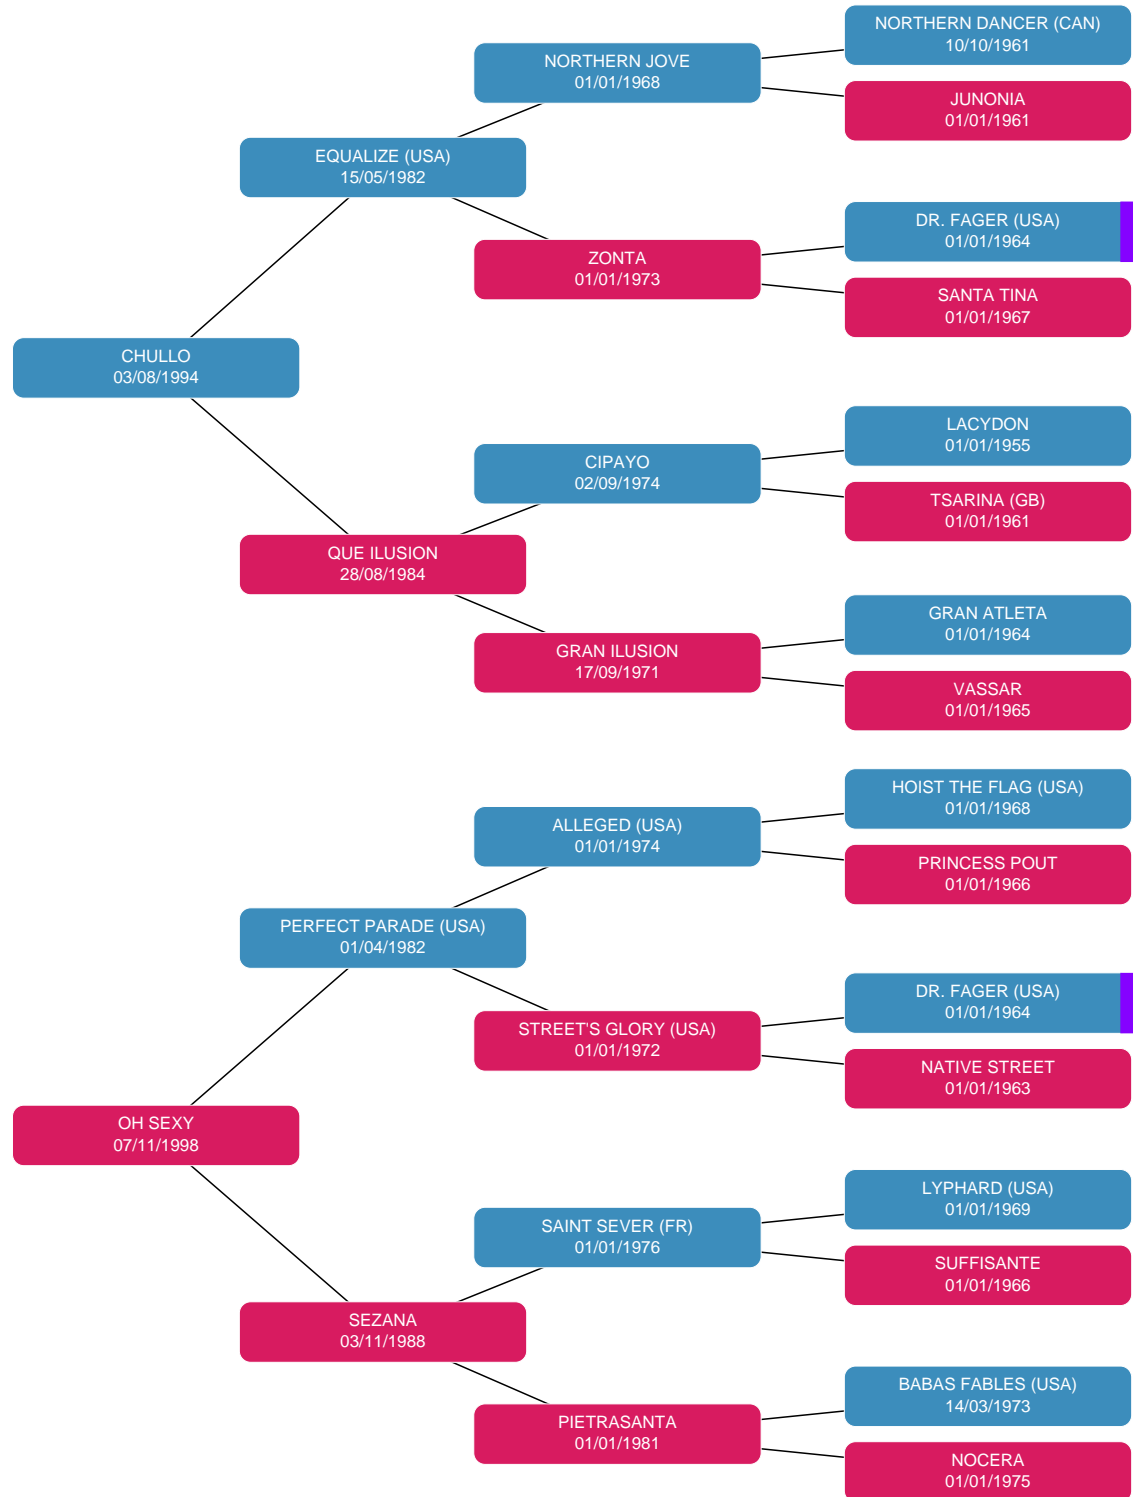 NORTHERN DANCER (CAN)
10/10/1961
NORTHERN JOVE
01/01/1968
JUNONIA
01/01/1961
EQUALIZE (USA)
15/05/1982
DR. FAGER (USA)
01/01/1964
ZONTA
01/01/1973
SANTA TINA
01/01/1967
CHULLO
03/08/1994
LACYDON
01/01/1955
CIPAYO
02/09/1974
TSARINA (GB)
01/01/1961
QUE ILUSION
28/08/1984
GRAN ATLETA
01/01/1964
GRAN ILUSION
17/09/1971
VASSAR
01/01/1965
HOIST THE FLAG (USA)
01/01/1968
ALLEGED (USA)
01/01/1974
PRINCESS POUT
01/01/1966
PERFECT PARADE (USA)
01/04/1982
DR. FAGER (USA)
01/01/1964
STREET'S GLORY (USA)
01/01/1972
NATIVE STREET
01/01/1963
OH SEXY
07/11/1998
LYPHARD (USA)
01/01/1969
SAINT SEVER (FR)
01/01/1976
SUFFISANTE
01/01/1966
SEZANA
03/11/1988
BABAS FABLES (USA)
14/03/1973
PIETRASANTA
01/01/1981
NOCERA
01/01/1975